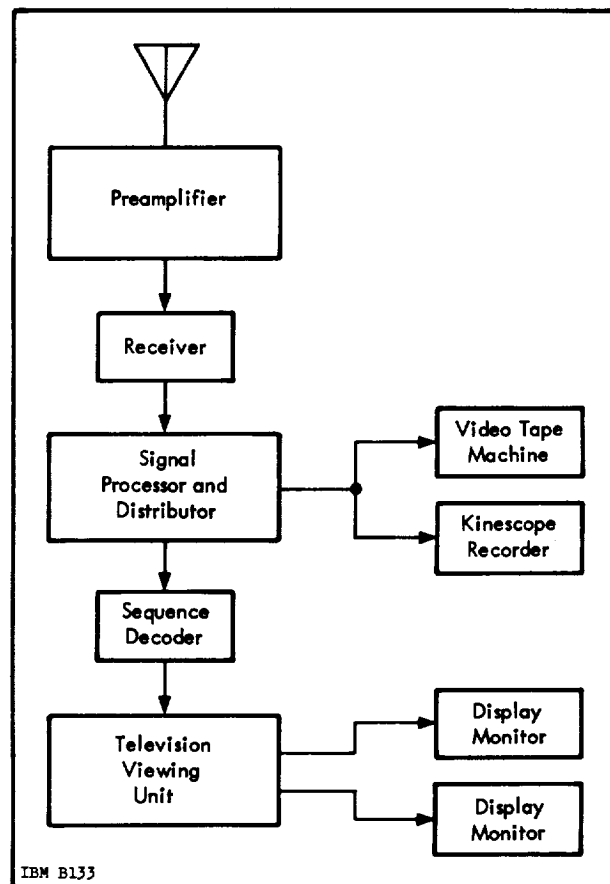 Preamplifier
Receiver
Signal
Processor and
Distributor
Video Tape
Machine
Kinescope
Recorder
Sequence
Decoder
Television
Viewing
Unit
Display
Monitor
Display
Monitor
IBM B133